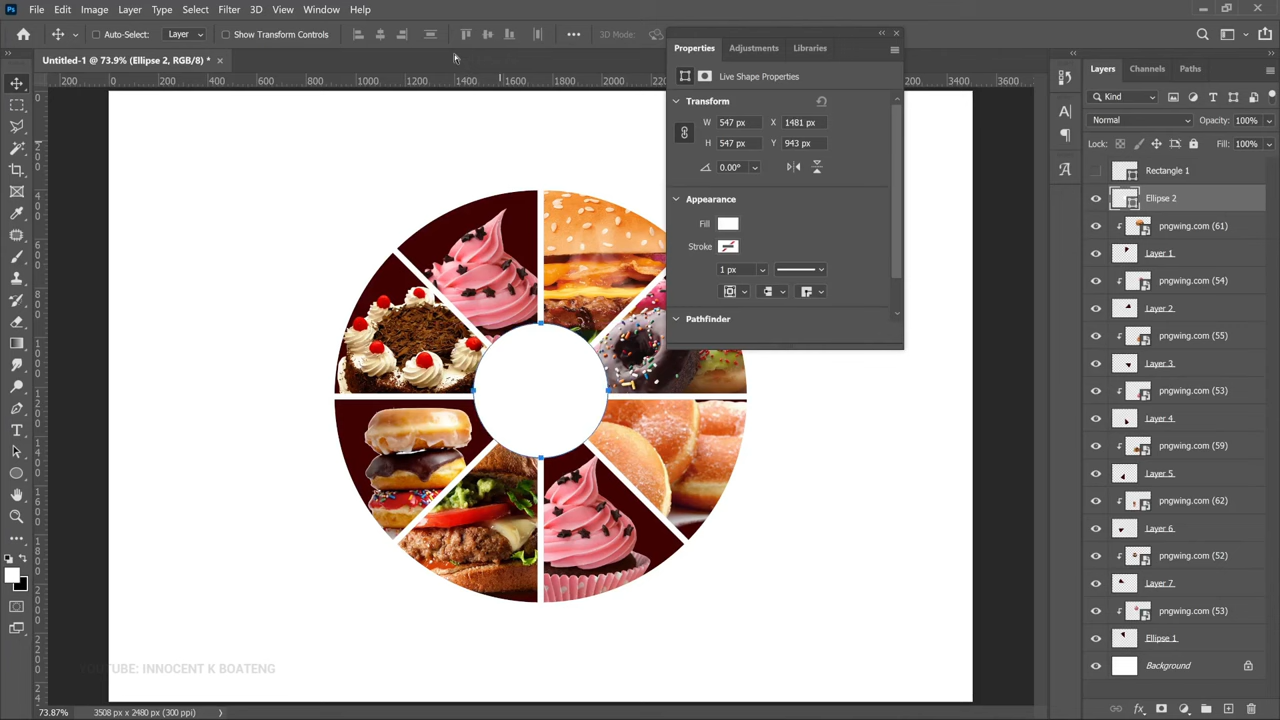 Ps File Edit Image Layer Type Select Filter 3D View Window Help
Auto-Select: Layer Show Transform Controls 3D Mode:
Untitled-1 @ 73.9% (Ellipse 2, RGB/8) * ×
200 0 200 400 600 800 1000 1200 1400 1600 1800 2000 3000 3200 3400 3500
Properties Adjustments Libraries
Live Shape Properties
Transform
W 547 px X 1481 px
H 547 px Y 943 px
0.00°
Appearance
Fill
Stroke
1 px
Pathfinder
Layers Channels Paths
Kind
Normal Opacity: 100%
Lock: Fill: 100%
Rectangle 1
Ellipse 2
pngwing.com (61)
Layer 1
pngwing.com (54)
Layer 2
pngwing.com (55)
Layer 3
pngwing.com (53)
Layer 4
pngwing.com (59)
Layer 5
pngwing.com (62)
Layer 6
pngwing.com (52)
Layer 7
pngwing.com (53)
Ellipse 1
Background
YOUTUBE: INNOCENT K BOATENG
73.87% 3508 px x 2480 px (300 ppi)